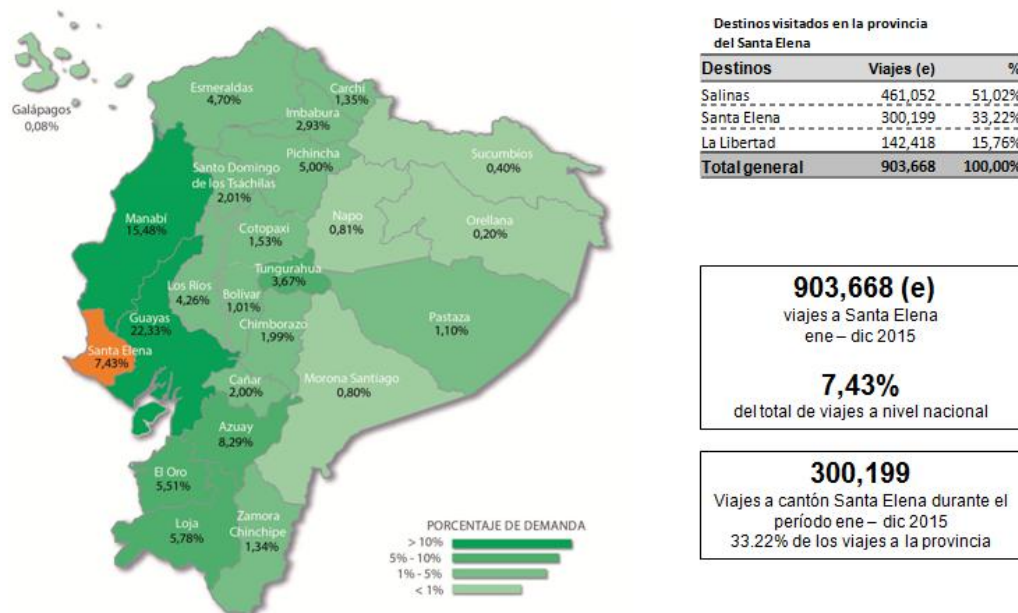 Galápagos
0,08%
Esmeraldas
4,70%
Carchi
1,35%
Imbabura
2,93%
Pichincha
5,00%
Santo Domingo
de los Tsáchilas
2,01%
Sucumbíos
0,40%
Napo
0,81%
Orellana
0,20%
Manabí
15,48%
Cotopaxi
1,53%
Tungurahua
3,67%
Los Ríos
4,26%
Bolívar
1,01%
Pastaza
1,10%
Guayas
22,33%
Chimborazo
1,99%
Santa Elena
7,43%
Cañar
2,00%
Morona Santiago
0,80%
Azuay
8,29%
El Oro
5,51%
Loja
5,78%
Zamora
Chinchipe
1,34%
PORCENTAJE DE DEMANDA
> 10%
5% - 10%
1% - 5%
< 1%
Destinos visitados en la provincia
del Santa Elena
Destinos Viajes (e) %
Salinas 461,052 51,02%
Santa Elena 300,199 33,22%
La Libertad 142,418 15,76%
Total general 903,668 100,00%
903,668 (e)
viajes a Santa Elena
ene – dic 2015
7,43%
del total de viajes a nivel nacional
300,199
Viajes a cantón Santa Elena durante el
período ene – dic 2015
33.22% de los viajes a la provincia